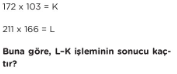 172 x 103 = K
211 x 166 = L
Buna göre, L-K işleminin sonucu kaç-
tır?